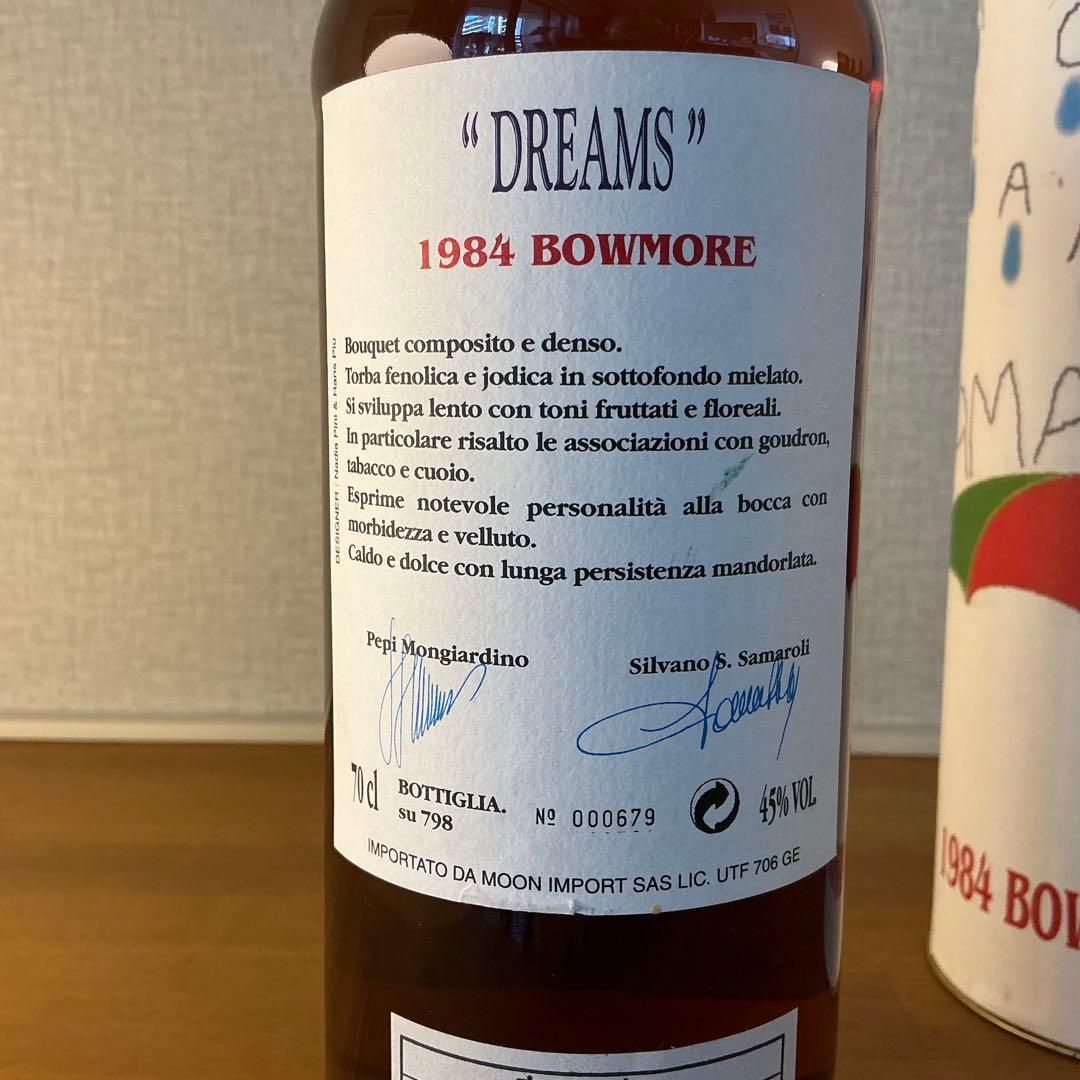 “DREAMS”
1984 BOWMORE
Bouquet composito e denso.
Torba fenolica e jodica in sottofondo mielato.
Si sviluppa lento con toni fruttati e floreali.
In particolare risalto le associazioni con goudron,
tabacco e cuoio.
Esprime notevole personalità alla bocca con
morbidezza e velluto.
Caldo e dolce con lunga persistenza mandorlata.
DESIGNER: Nadia Pini & Hans Piu
Pepi Mongiardino
Silvano S. Samaroli
70 cl
BOTTIGLIA.
su 798
Nº 000679
45% VOL.
IMPORTATO DA MOON IMPORT SAS LIC. UTF 706 GE
A
MA
1984 BOW